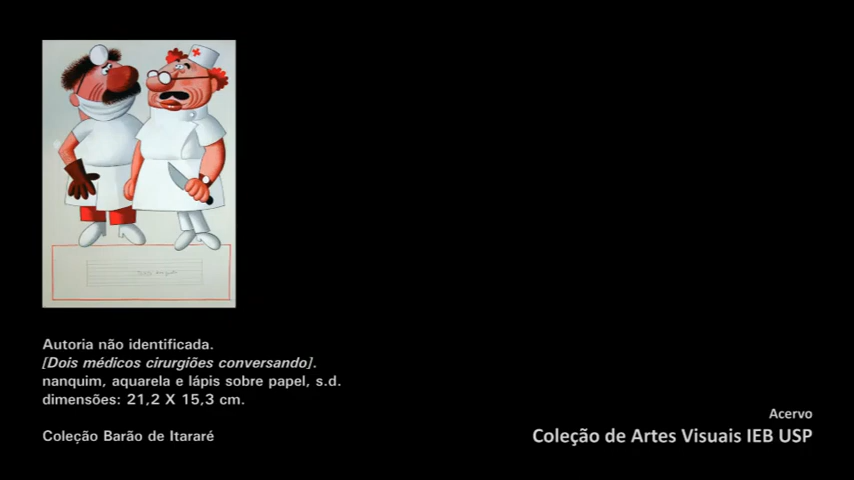 Autoria não identificada.
[Dois médicos cirurgiões conversando].
nanquim, aquarela e lápis sobre papel, s.d.
dimensões: 21,2 X 15,3 cm.
Coleção Barão de Itararé
Acervo
Coleção de Artes Visuais IEB USP